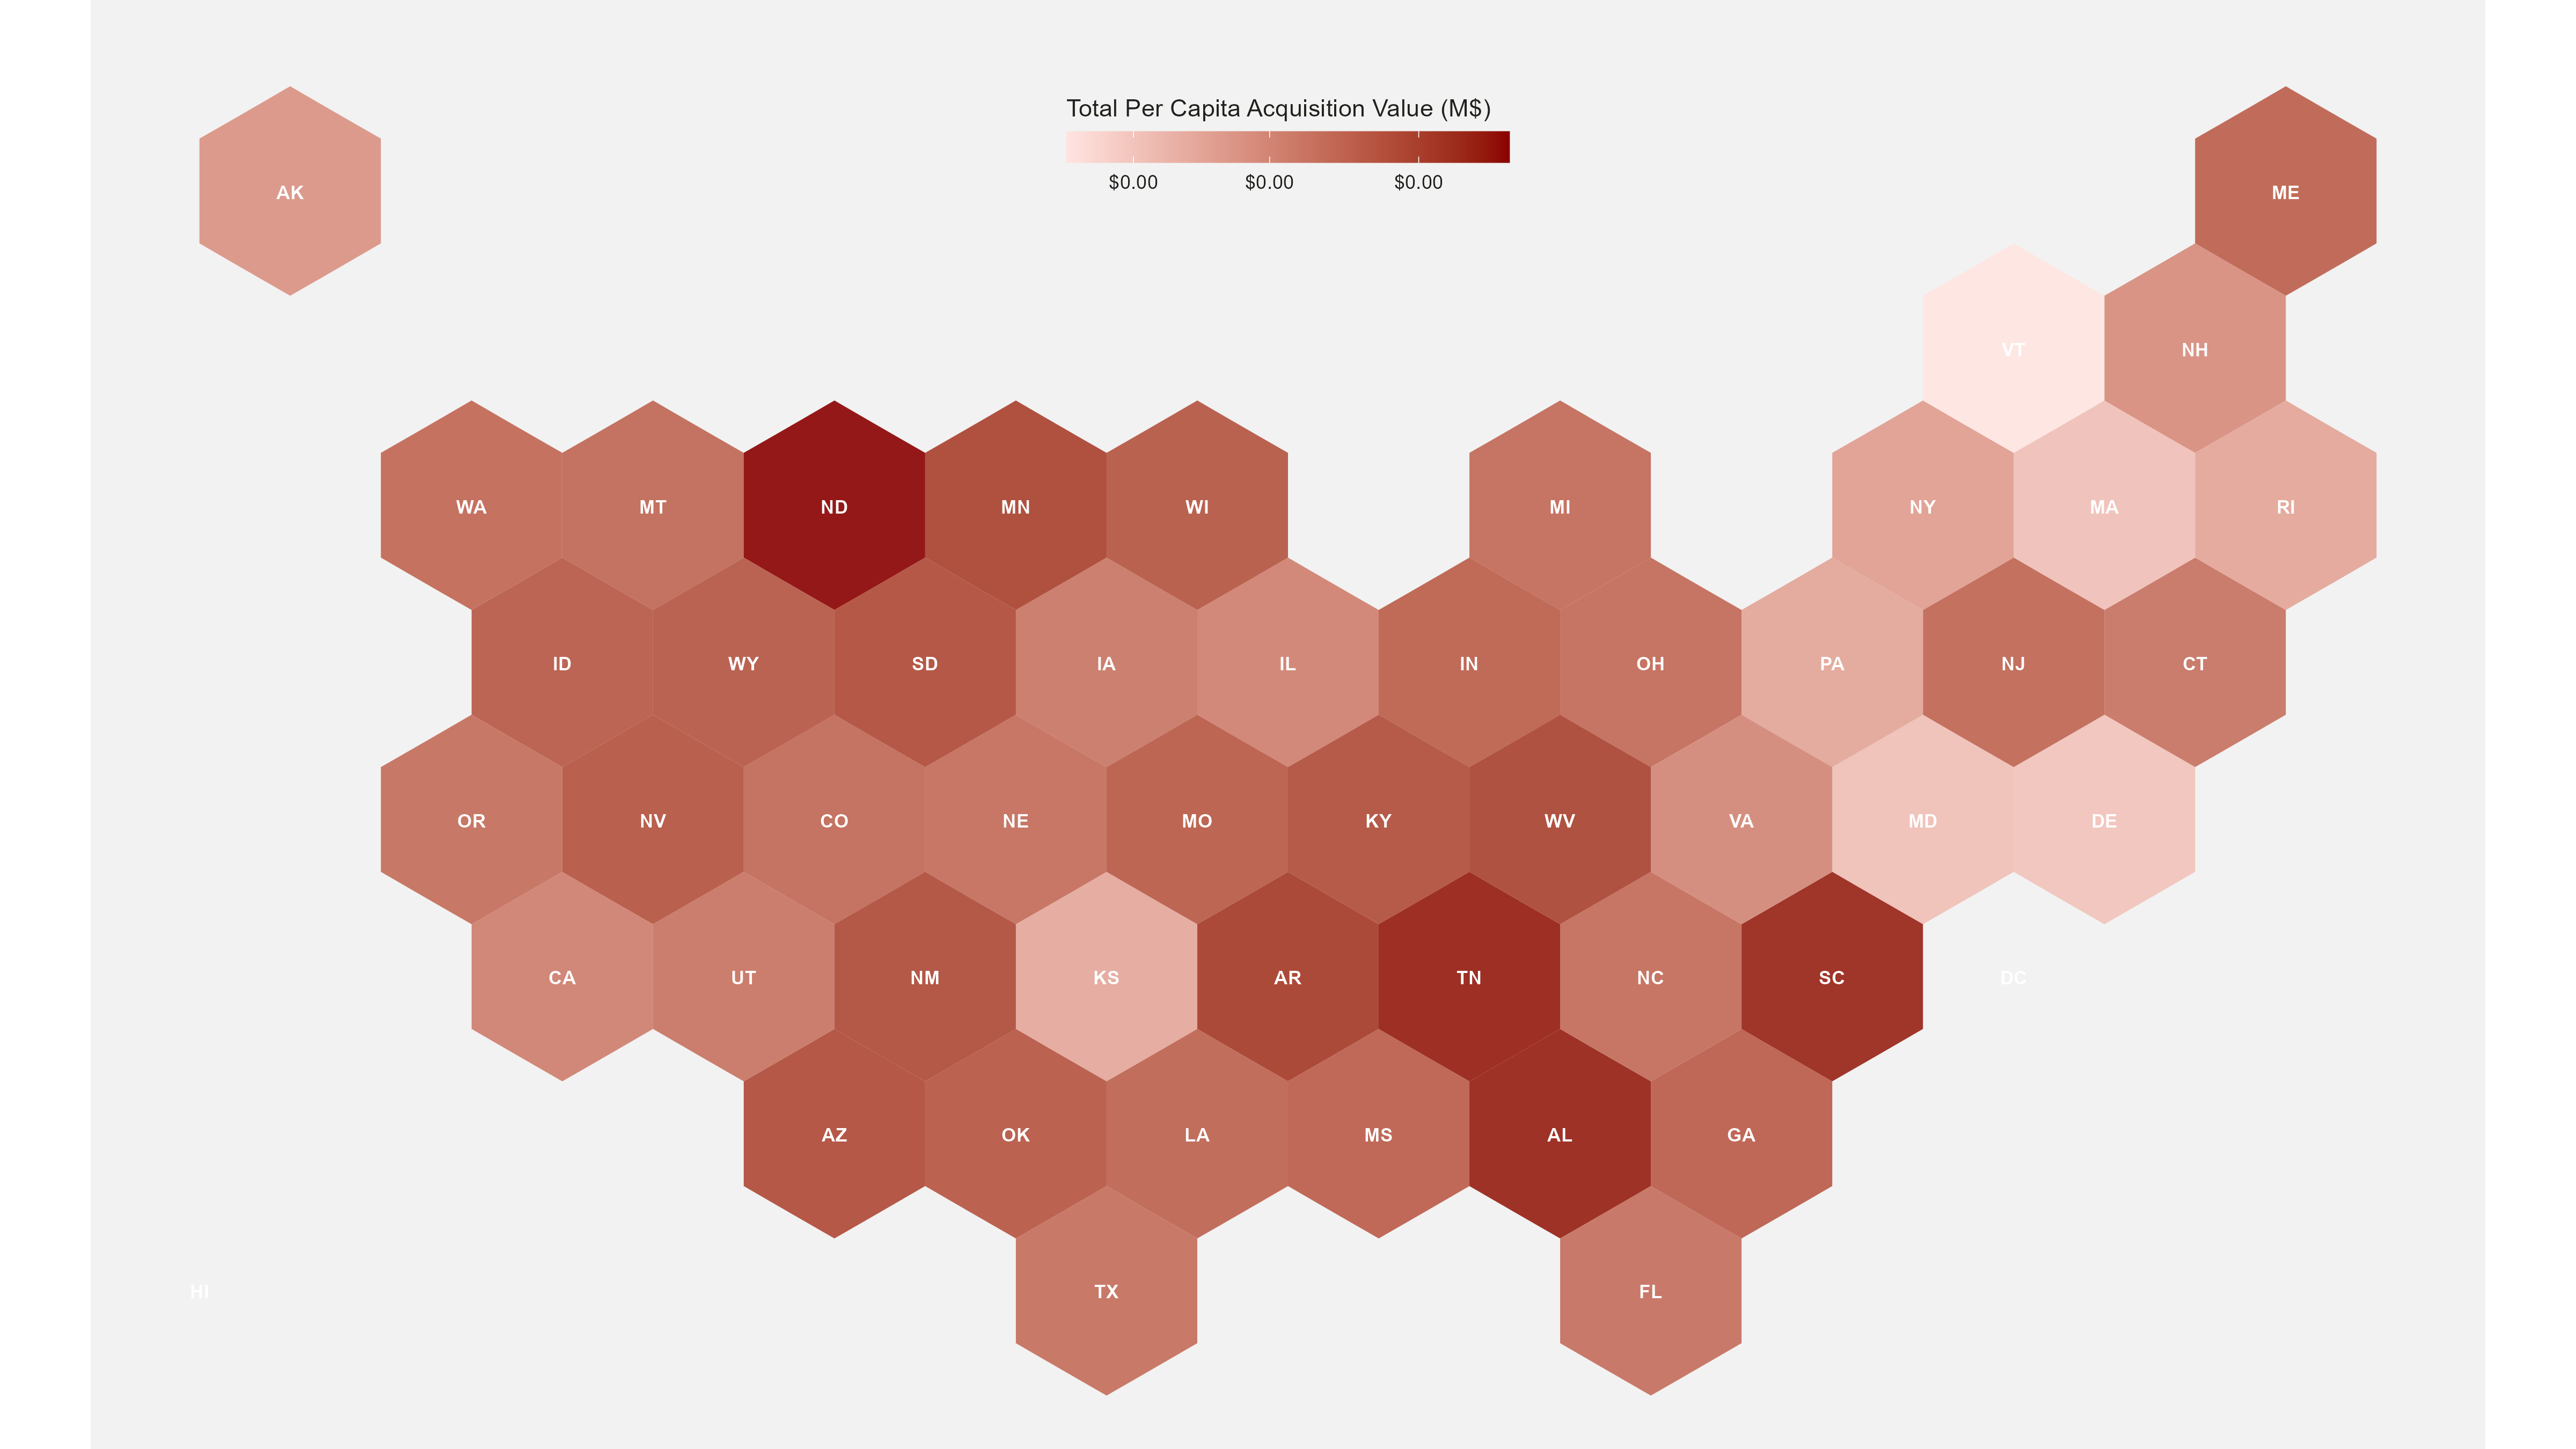 Total Per Capita Acquisition Value (M$)
$0.00 $0.00 $0.00
AK ME
VT NH
WA MT ND MN WI MI NY MA RI
ID WY SD IA IL IN OH PA NJ CT
OR NV CO NE MO KY WV VA MD DE
CA UT NM KS AR TN NC SC DC
AZ OK LA MS AL GA
HI TX FL